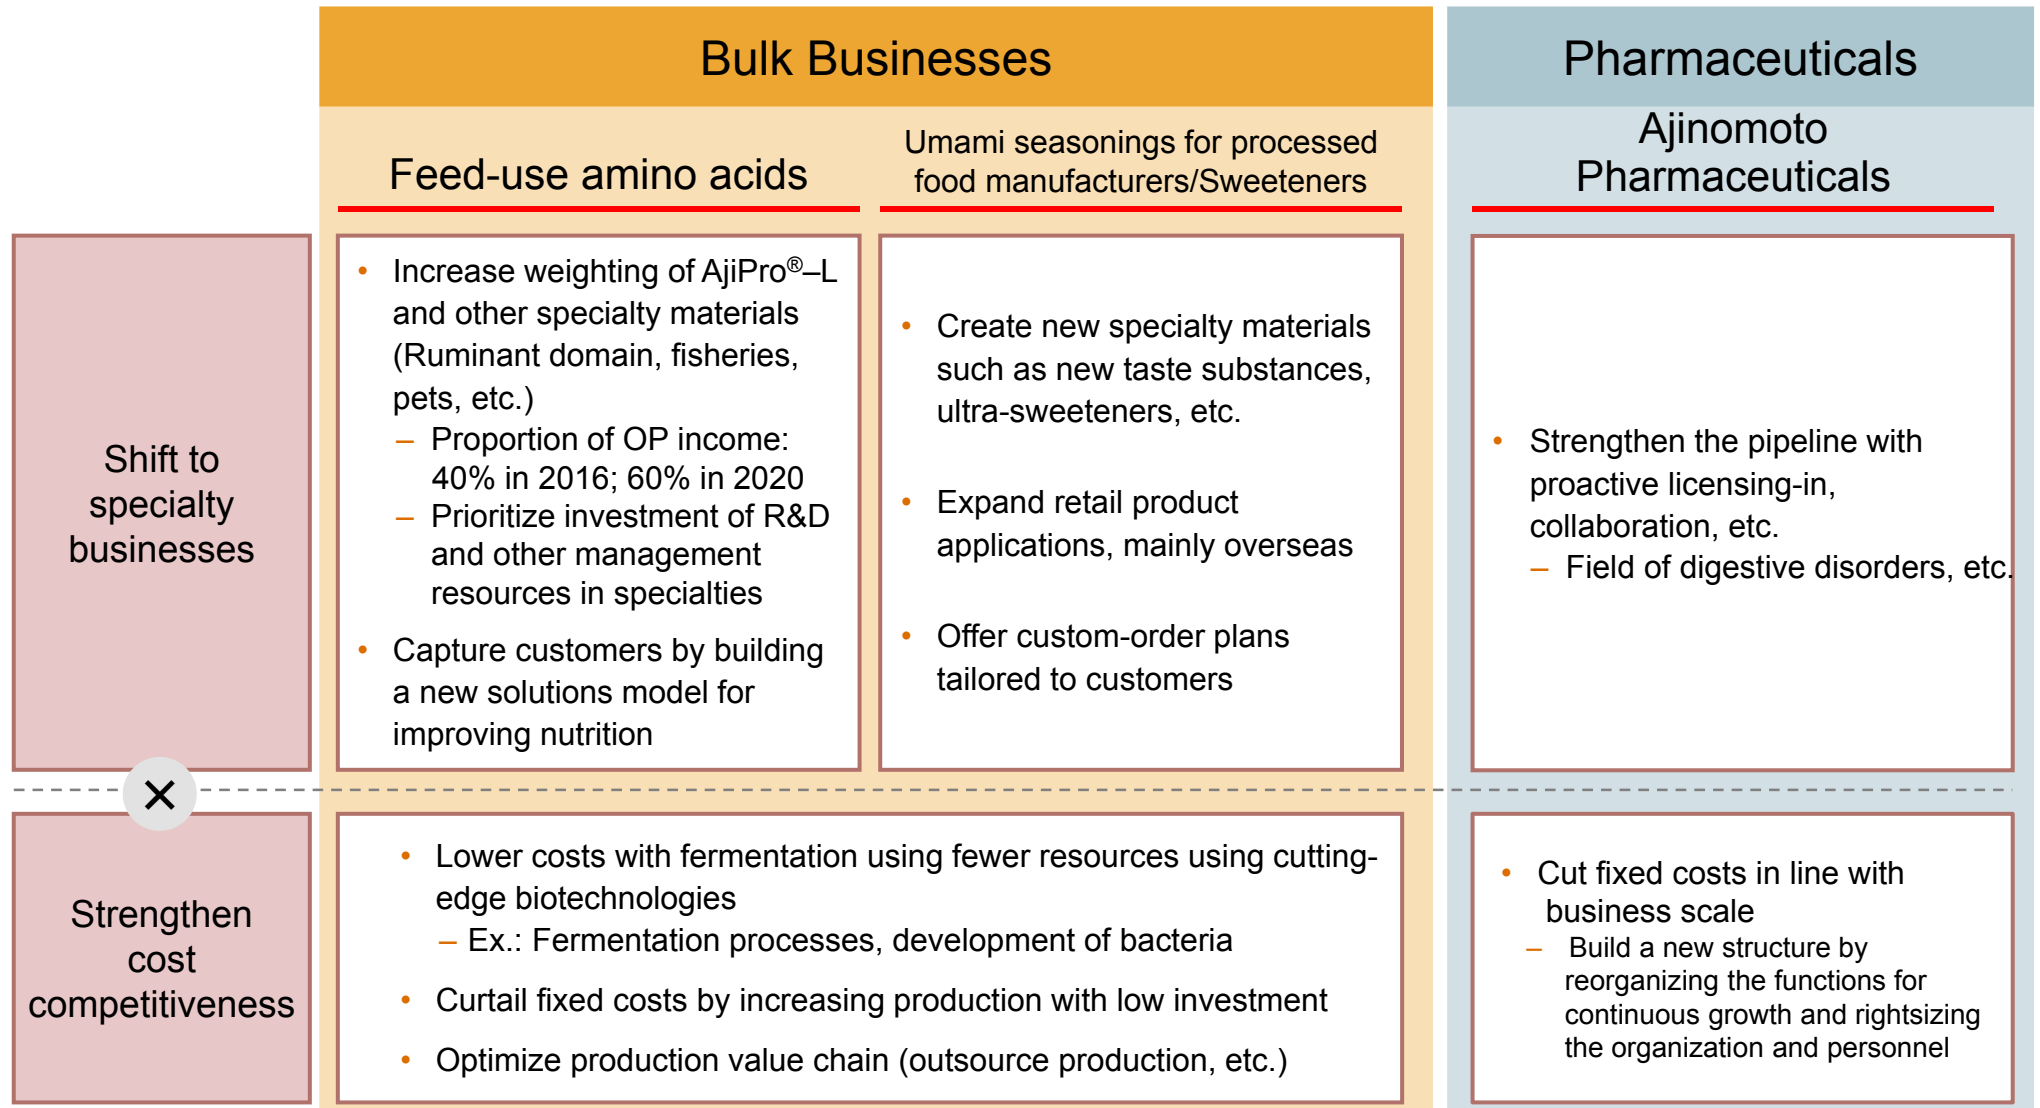 Bulk Businesses
Pharmaceuticals
Feed-use amino acids
Umami seasonings for processed
food manufacturers/Sweeteners
Ajinomoto
Pharmaceuticals
Shift to
specialty
businesses
• Increase weighting of AjiPro®–L
and other specialty materials
(Ruminant domain, fisheries,
pets, etc.)
– Proportion of OP income:
40% in 2016; 60% in 2020
– Prioritize investment of R&D
and other management
resources in specialties
• Capture customers by building
a new solutions model for
improving nutrition
• Create new specialty materials
such as new taste substances,
ultra-sweeteners, etc.
• Expand retail product
applications, mainly overseas
• Offer custom-order plans
tailored to customers
• Strengthen the pipeline with
proactive licensing-in,
collaboration, etc.
– Field of digestive disorders, etc.
×
Strengthen
cost
competitiveness
• Lower costs with fermentation using fewer resources using cutting-
edge biotechnologies
– Ex.: Fermentation processes, development of bacteria
• Curtail fixed costs by increasing production with low investment
• Optimize production value chain (outsource production, etc.)
• Cut fixed costs in line with
business scale
– Build a new structure by
reorganizing the functions for
continuous growth and rightsizing
the organization and personnel